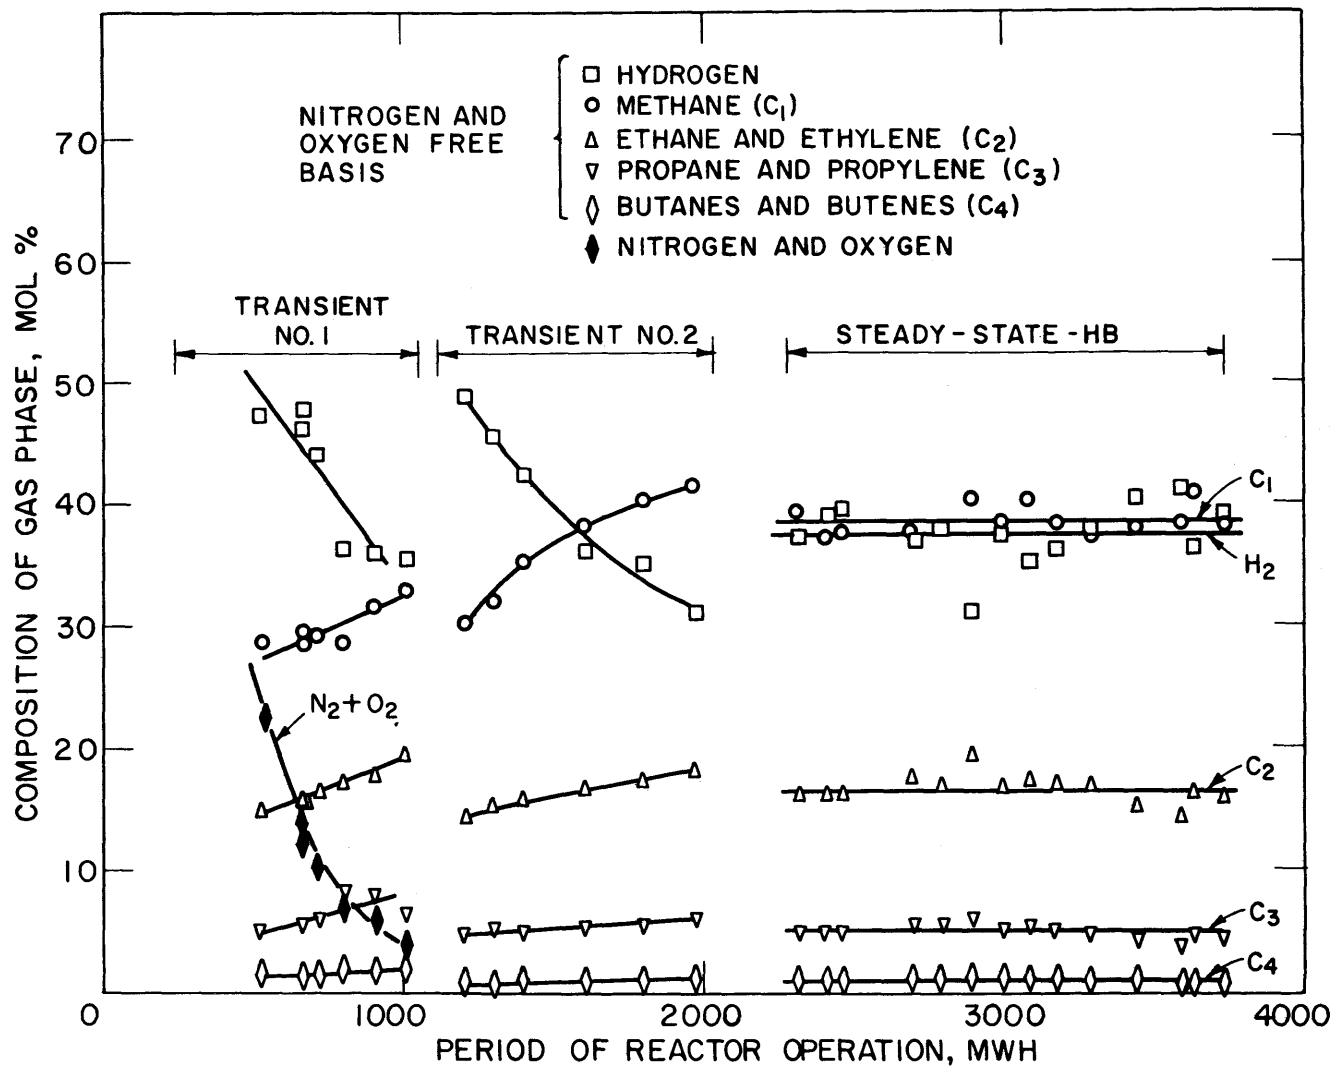 NITROGEN AND
OXYGEN FREE
BASIS
HYDROGEN
METHANE (C₁)
ETHANE AND ETHYLENE (C₂)
PROPANE AND PROPYLENE (C₃)
BUTANES AND BUTENES (C₄)
NITROGEN AND OXYGEN
TRANSIENT
NO. 1
TRANSIENT NO. 2
STEADY-STATE-HB
COMPOSITION OF GAS PHASE, MOL %
70
60
50
40
30
20
10
C₁
H₂
N₂+O₂
C₂
C₃
C₄
0 1000 2000 3000 4000
PERIOD OF REACTOR OPERATION, MWH